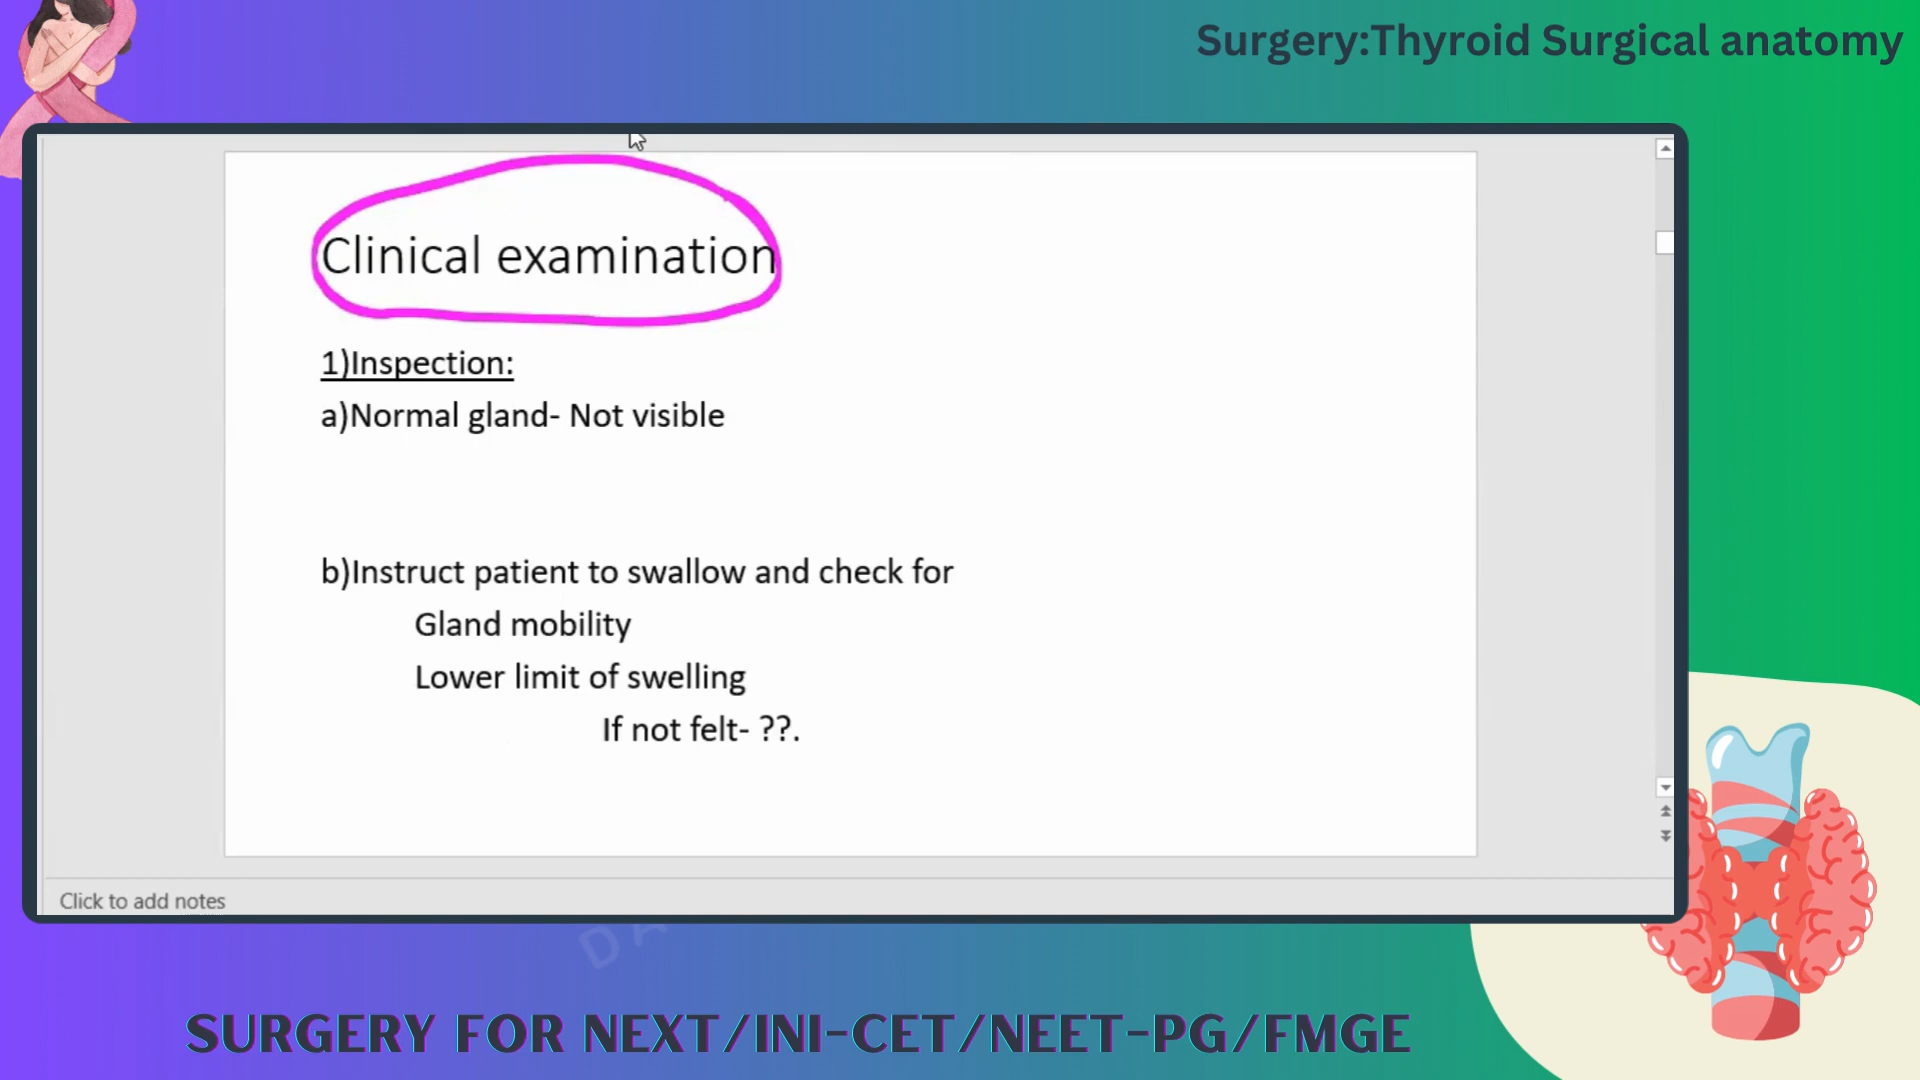 Surgery:Thyroid Surgical anatomy
Clinical examination
1)Inspection:
a)Normal gland- Not visible
b)Instruct patient to swallow and check for
Gland mobility
Lower limit of swelling
If not felt- ??.
Click to add notes
DA
SURGERY FOR NEXT/INI-CET/NEET-PG/FMGE